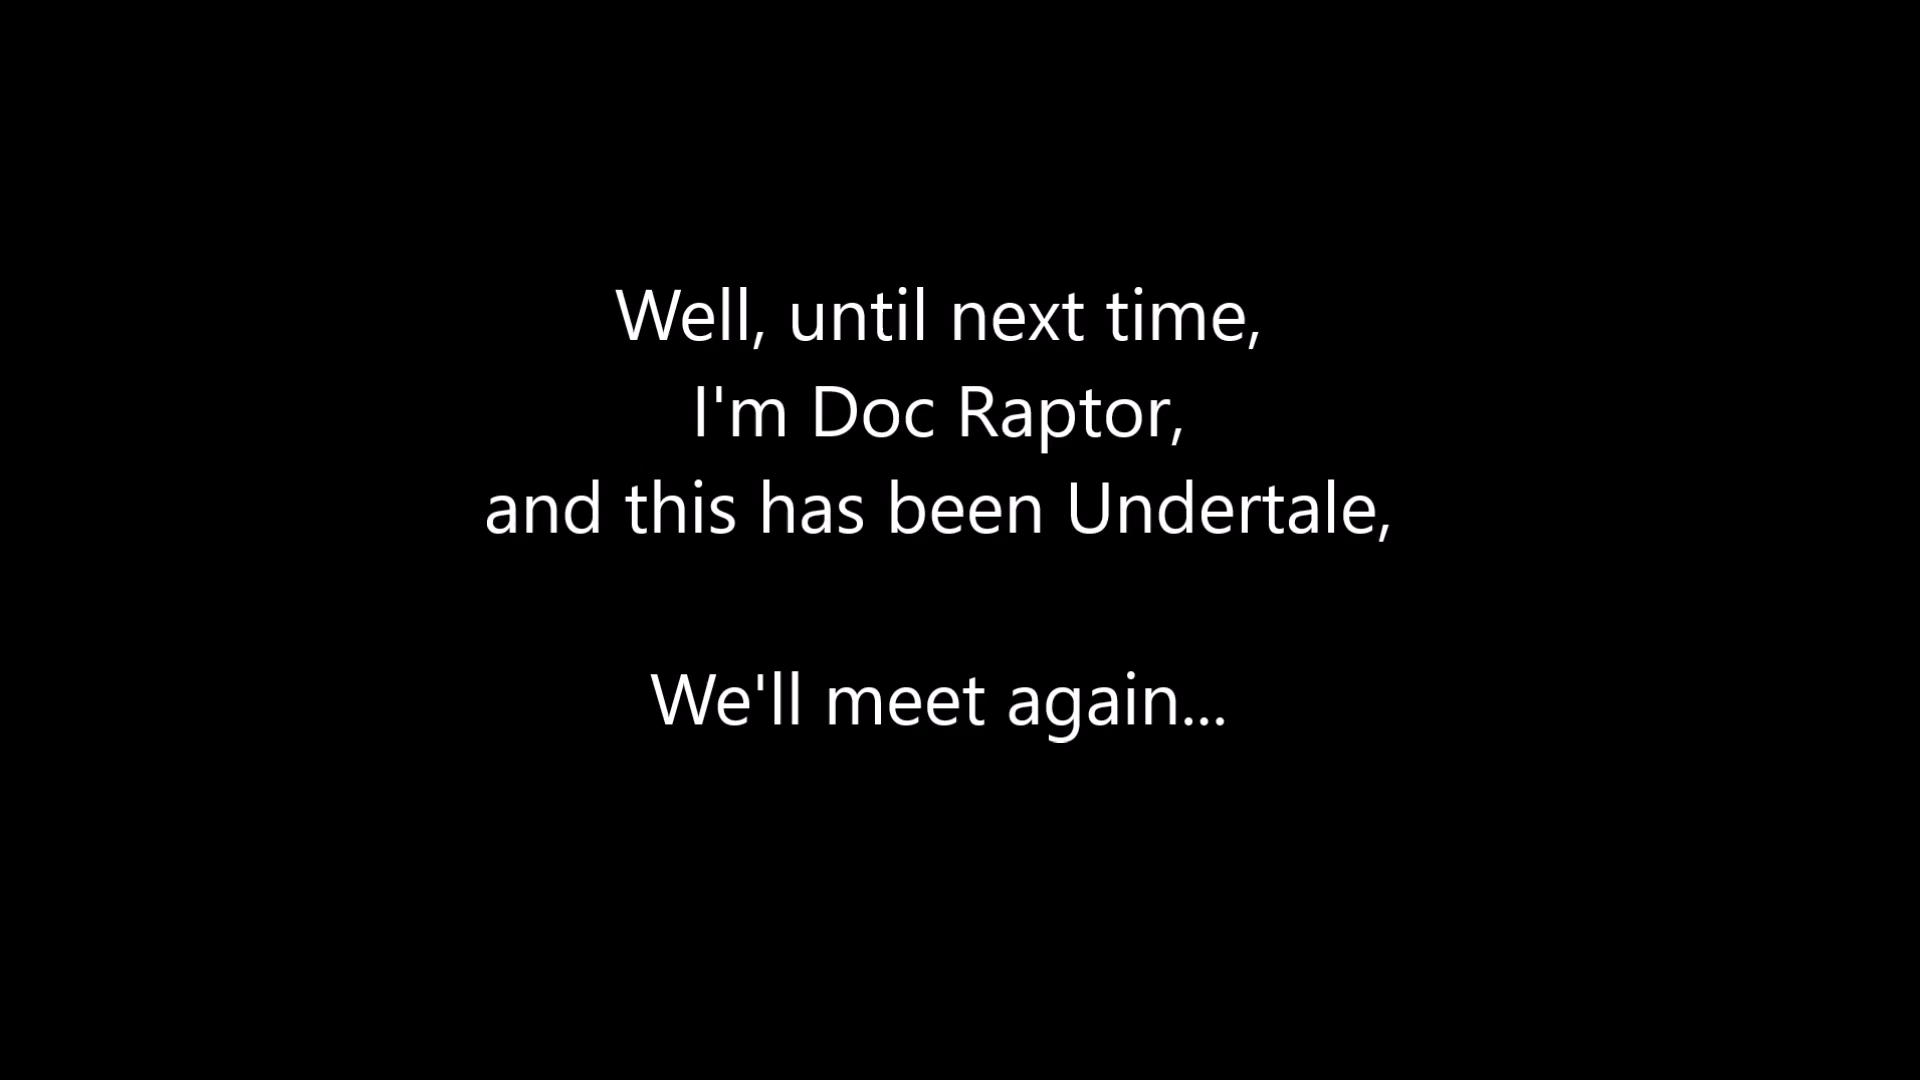 Well, until next time,
I'm Doc Raptor,
and this has been Undertale,
We'll meet again...